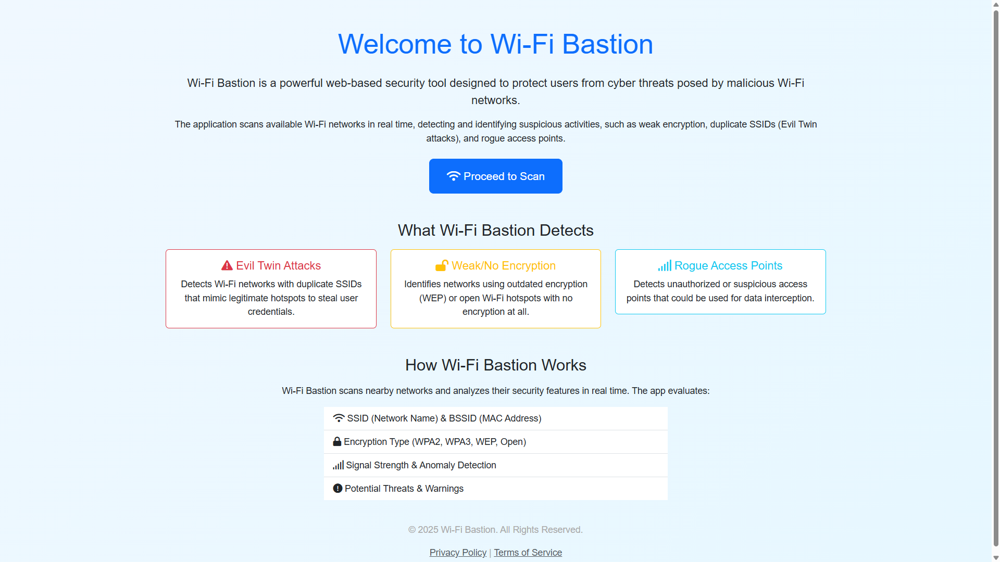 Welcome to Wi-Fi Bastion
Wi-Fi Bastion is a powerful web-based security tool designed to protect users from cyber threats posed by malicious Wi-Fi
networks.
The application scans available Wi-Fi networks in real time, detecting and identifying suspicious activities, such as weak encryption, duplicate SSIDs (Evil Twin
attacks), and rogue access points.
Proceed to Scan
What Wi-Fi Bastion Detects
Evil Twin Attacks
Detects Wi-Fi networks with duplicate SSIDs
that mimic legitimate hotspots to steal user
credentials.
Weak/No Encryption
Identifies networks using outdated encryption
(WEP) or open Wi-Fi hotspots with no
encryption at all.
Rogue Access Points
Detects unauthorized or suspicious access
points that could be used for data interception.
How Wi-Fi Bastion Works
Wi-Fi Bastion scans nearby networks and analyzes their security features in real time. The app evaluates:
SSID (Network Name) & BSSID (MAC Address)
Encryption Type (WPA2, WPA3, WEP, Open)
Signal Strength & Anomaly Detection
Potential Threats & Warnings
© 2025 Wi-Fi Bastion. All Rights Reserved.
Privacy Policy | Terms of Service